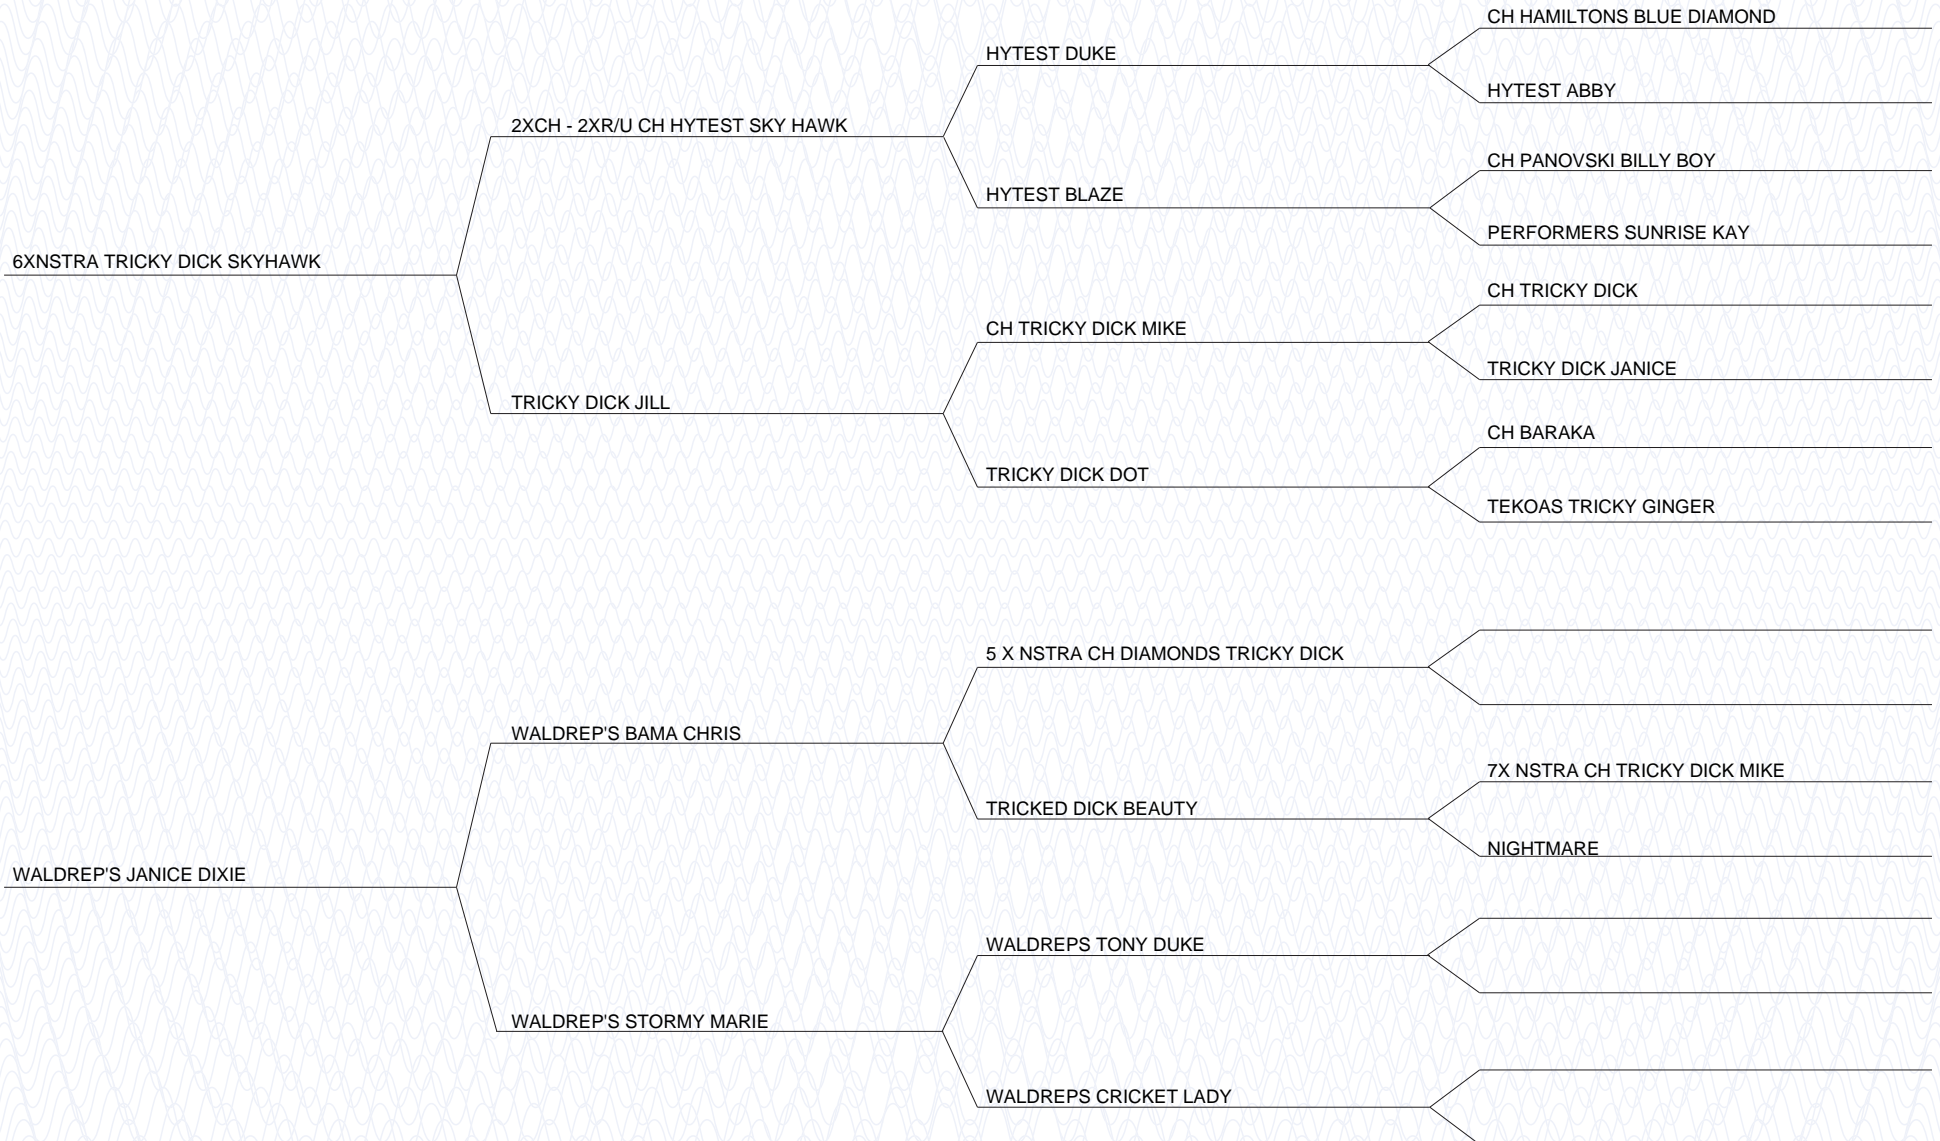 CH HAMILTONS BLUE DIAMOND
HYTEST DUKE
HYTEST ABBY
2XCH - 2XR/U CH HYTEST SKY HAWK
CH PANOVSKI BILLY BOY
HYTEST BLAZE
PERFORMERS SUNRISE KAY
6XNSTRA TRICKY DICK SKYHAWK
CH TRICKY DICK
CH TRICKY DICK MIKE
TRICKY DICK JANICE
TRICKY DICK JILL
CH BARAKA
TRICKY DICK DOT
TEKOAS TRICKY GINGER
5 X NSTRA CH DIAMONDS TRICKY DICK
WALDREP'S BAMA CHRIS
7X NSTRA CH TRICKY DICK MIKE
TRICKED DICK BEAUTY
NIGHTMARE
WALDREP'S JANICE DIXIE
WALDREPS TONY DUKE
WALDREP'S STORMY MARIE
WALDREPS CRICKET LADY